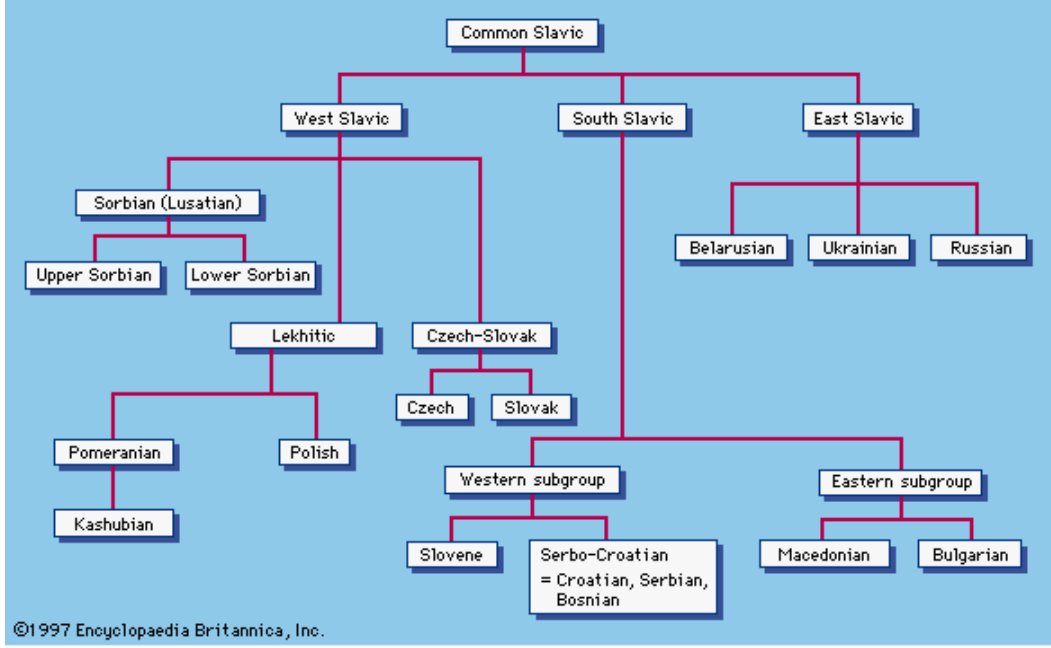 Common Slavic
West Slavic
South Slavic
East Slavic
Sorbian (Lusatian)
Belarusian
Ukrainian
Russian
Upper Sorbian
Lower Sorbian
Lekhitic
Czech-Slovak
Czech
Slovak
Pomeranian
Polish
Western subgroup
Eastern subgroup
Kashubian
Slovene
Serbo-Croatian
= Croatian, Serbian,
Bosnian
Macedonian
Bulgarian
©1997 Encyclopaedia Britannica, Inc.